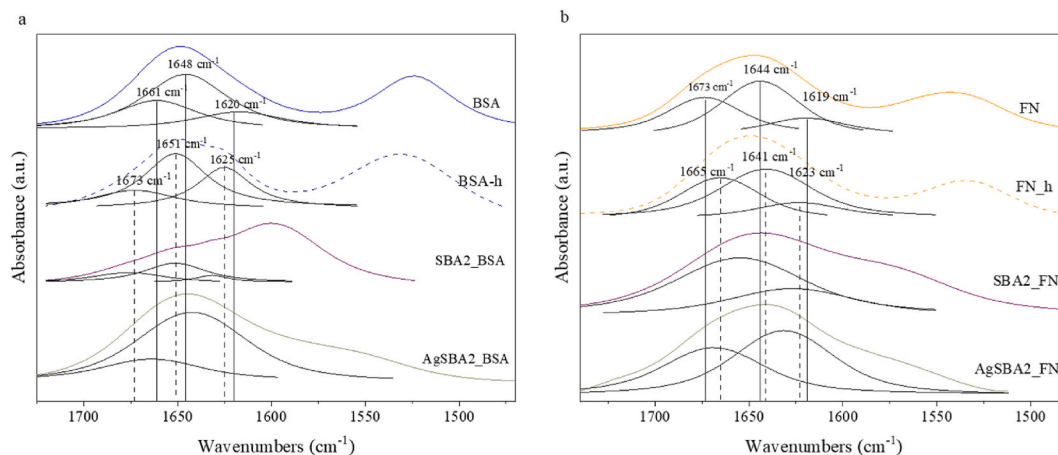 a
1648 cm⁻¹
1661 cm⁻¹
1620 cm⁻¹
BSA
1651 cm⁻¹
1625 cm⁻¹
1673 cm⁻¹
BSA-h
SBA2_BSA
AgSBA2_BSA
Absorbance (a.u.)
1700 1650 1600 1550 1500
Wavenumbers (cm⁻¹)
b
1644 cm⁻¹
1673 cm⁻¹
1619 cm⁻¹
FN
1641 cm⁻¹
1665 cm⁻¹
1623 cm⁻¹
FN_h
SBA2_FN
AgSBA2_FN
Absorbance (a.u.)
1700 1650 1600 1550 1500
Wavenumbers (cm⁻¹)